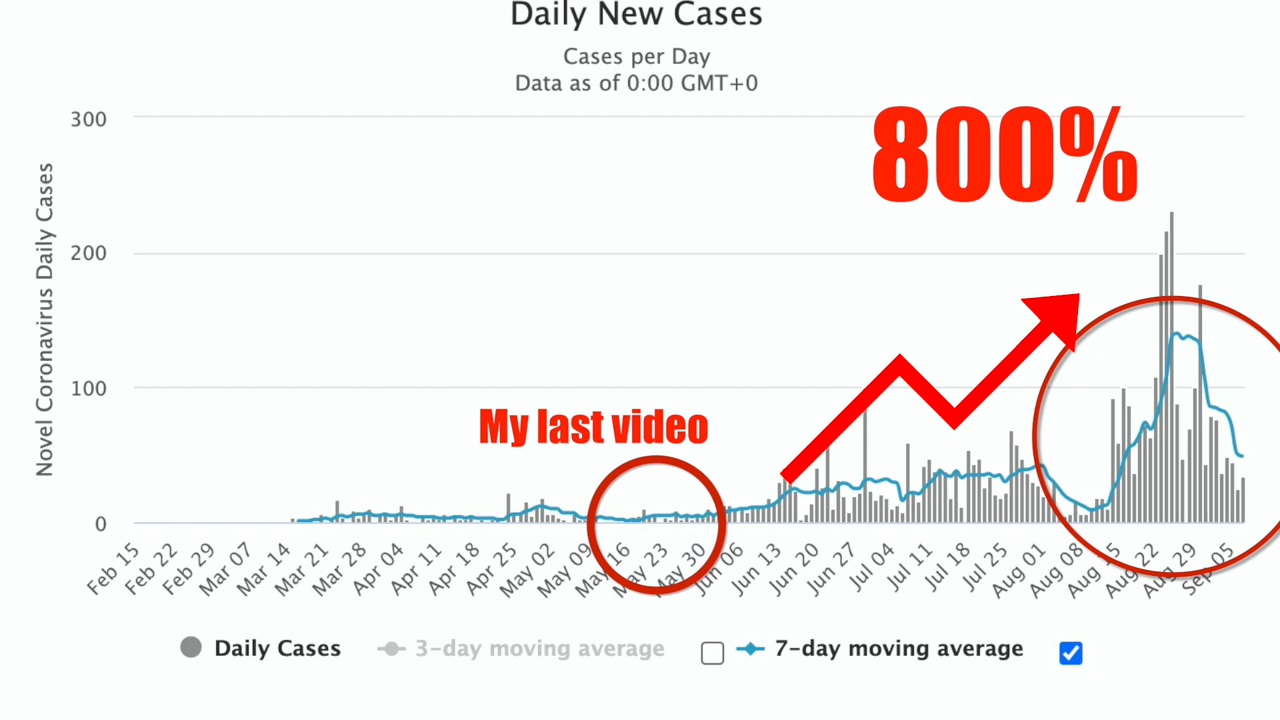 Daily New Cases
Cases per Day
Data as of 0:00 GMT+0
Novel Coronavirus Daily Cases
300
200
100
0
800%
My last video
Feb 15
Feb 22
Feb 29
Mar 07
Mar 14
Mar 21
Mar 28
Apr 04
Apr 11
Apr 18
Apr 25
May 02
May 09
May 16
May 23
May 30
Jun 06
Jun 13
Jun 20
Jun 27
Jul 04
Jul 11
Jul 18
Jul 25
Aug 01
Aug 08
Aug 15
Aug 22
Aug 29
Sep 05
Daily Cases
3-day moving average
7-day moving average